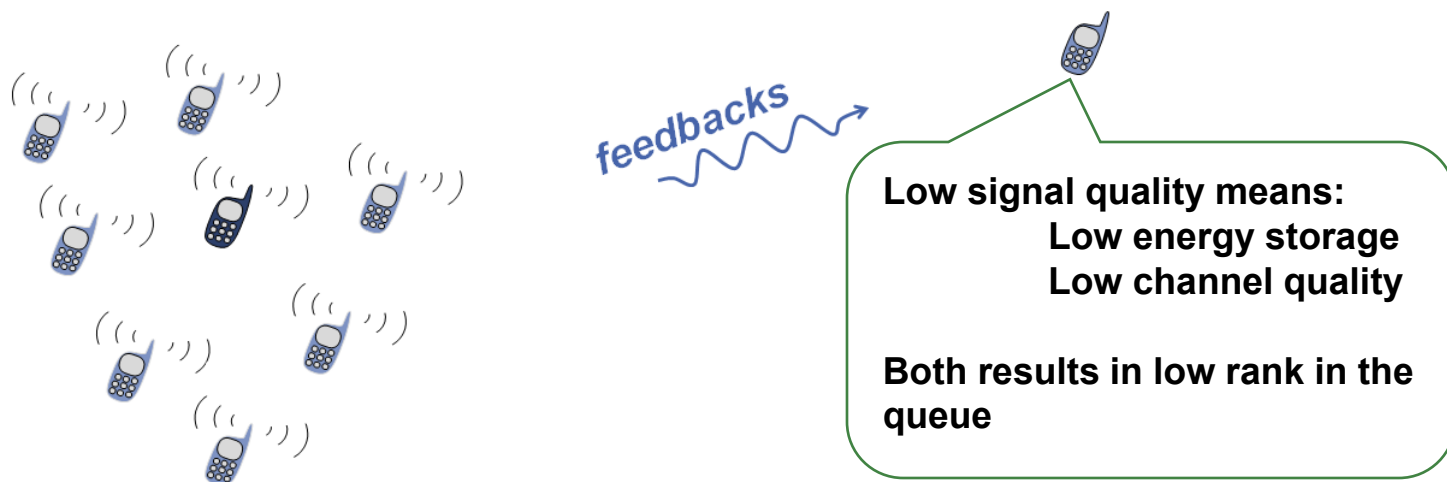 feedbacks
Low signal quality means:
Low energy storage
Low channel quality
Both results in low rank in the
queue